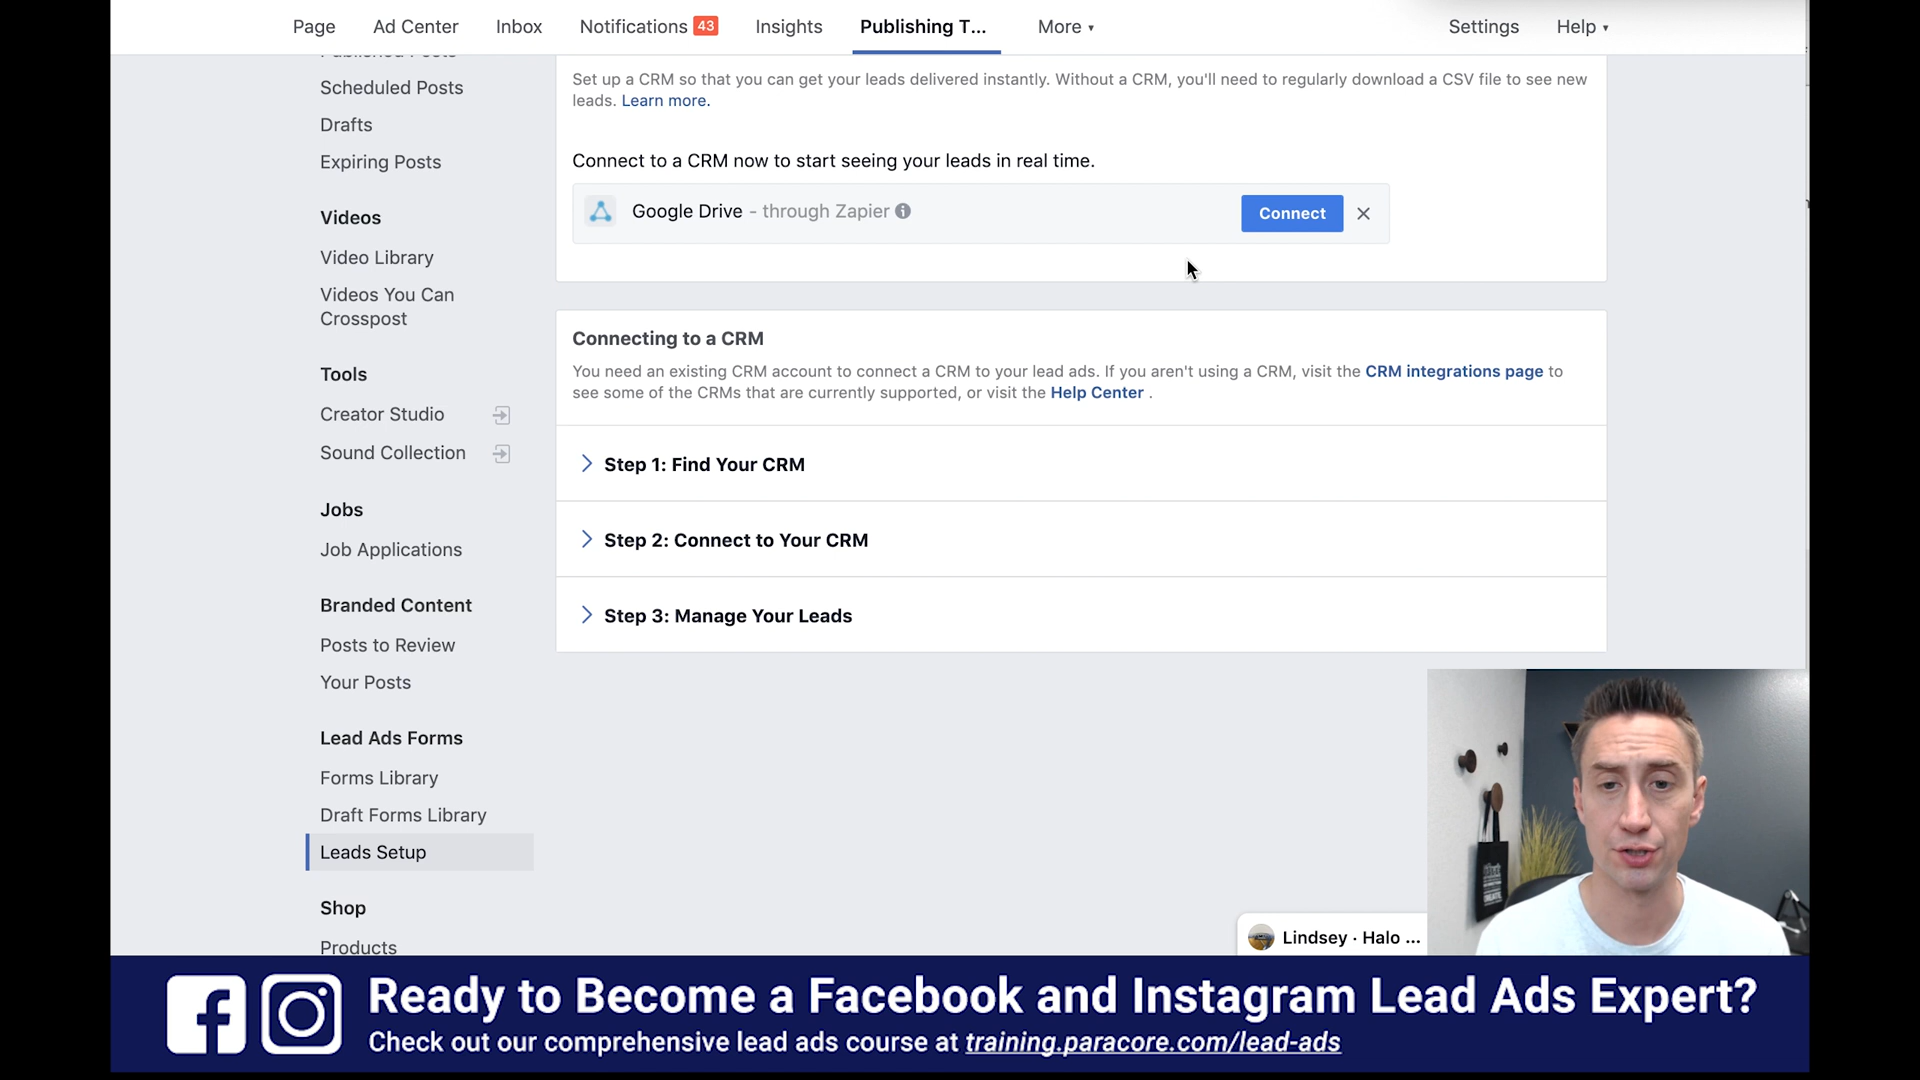 Page
Ad Center
Inbox
Notifications 43
Insights
Publishing T...
More
Settings
Help
Published Posts
Scheduled Posts
Drafts
Expiring Posts
Videos
Video Library
Videos You Can
Crosspost
Tools
Creator Studio
Sound Collection
Jobs
Job Applications
Branded Content
Posts to Review
Your Posts
Lead Ads Forms
Forms Library
Draft Forms Library
Leads Setup
Shop
Products
Set up a CRM so that you can get your leads delivered instantly. Without a CRM, you'll need to regularly download a CSV file to see new
leads. Learn more.
Connect to a CRM now to start seeing your leads in real time.
Google Drive - through Zapier
Connect
Connecting to a CRM
You need an existing CRM account to connect a CRM to your lead ads. If you aren't using a CRM, visit the CRM integrations page to
see some of the CRMs that are currently supported, or visit the Help Center .
Step 1: Find Your CRM
Step 2: Connect to Your CRM
Step 3: Manage Your Leads
Lindsey · Halo ...
Ready to Become a Facebook and Instagram Lead Ads Expert?
Check out our comprehensive lead ads course at training.paracore.com/lead-ads